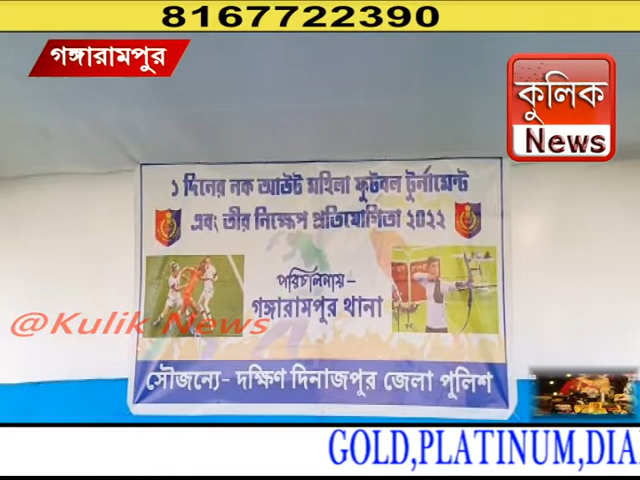 8167722390
গঙ্গারামপুর
কুলিক
News
১ দিনের নক আউট মহিলা ফুটবল টুর্নামেন্ট
এবং তীর নিক্ষেপ প্রতিযোগিতা ২০২২
পরিচালনায়-
গঙ্গারামপুর থানা
@Kulik News
সৌজন্যে- দক্ষিণ দিনাজপুর জেলা পুলিশ
GOLD,PLATINUM,DIA